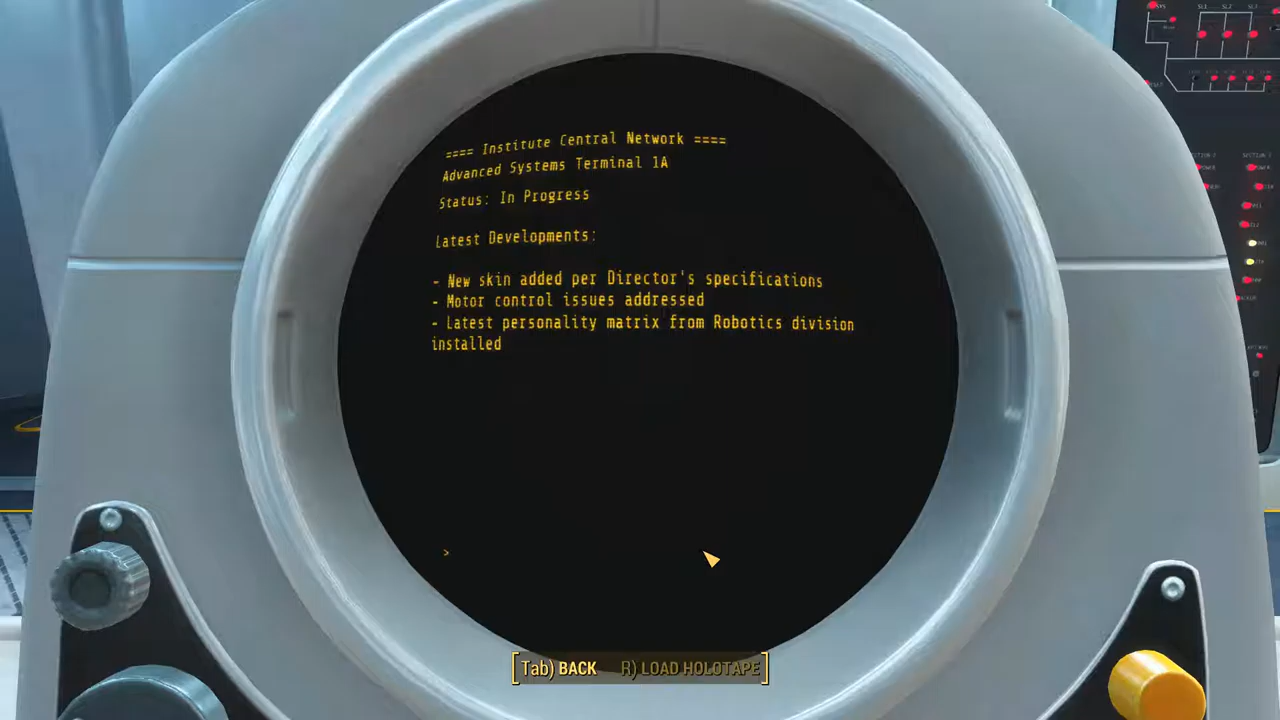 ==== Institute Central Network ====
Advanced Systems Terminal 1A
Status: In Progress
Latest Developments:
- New skin added per Director's specifications
- Motor control issues addressed
- Latest personality matrix from Robotics division
installed
>
[Tab) BACK R) LOAD HOLOTAPE]